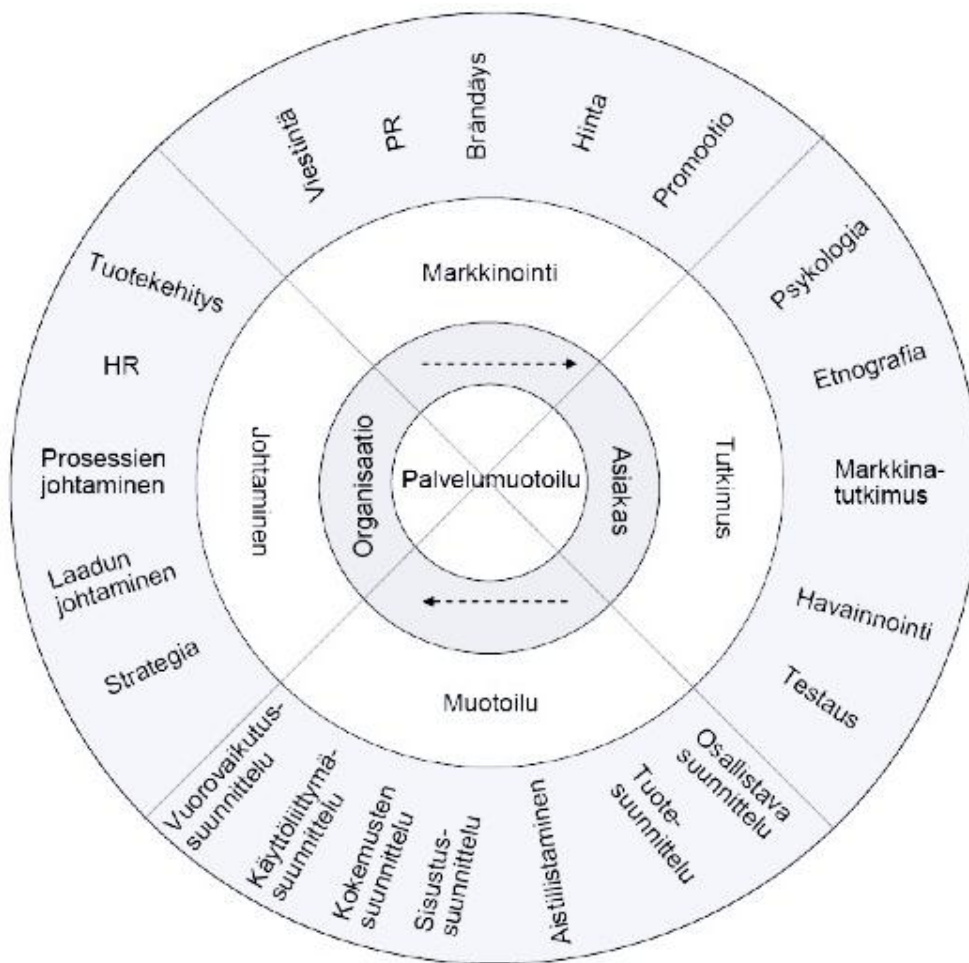 Viestintä
PR
Brändäys
Hinta
Promootio
Psykologia
Etnografia
Markkina-
tutkimus
Havainnointi
Testaus
Osallistava
suunnittelu
Tuote-
suunnittelu
Aistillistaminen
Sisustus-
suunnittelu
Kokemusten
suunnittelu
Käyttöliittymä-
suunnittelu
Vuorovaikutus-
suunnittelu
Strategia
Laadun
johtaminen
Prosessien
johtaminen
HR
Tuotekehitys
Markkinointi
Tutkimus
Muotoilu
Johtaminen
Organisaatio
Asiakas
Palvelumuotoilu